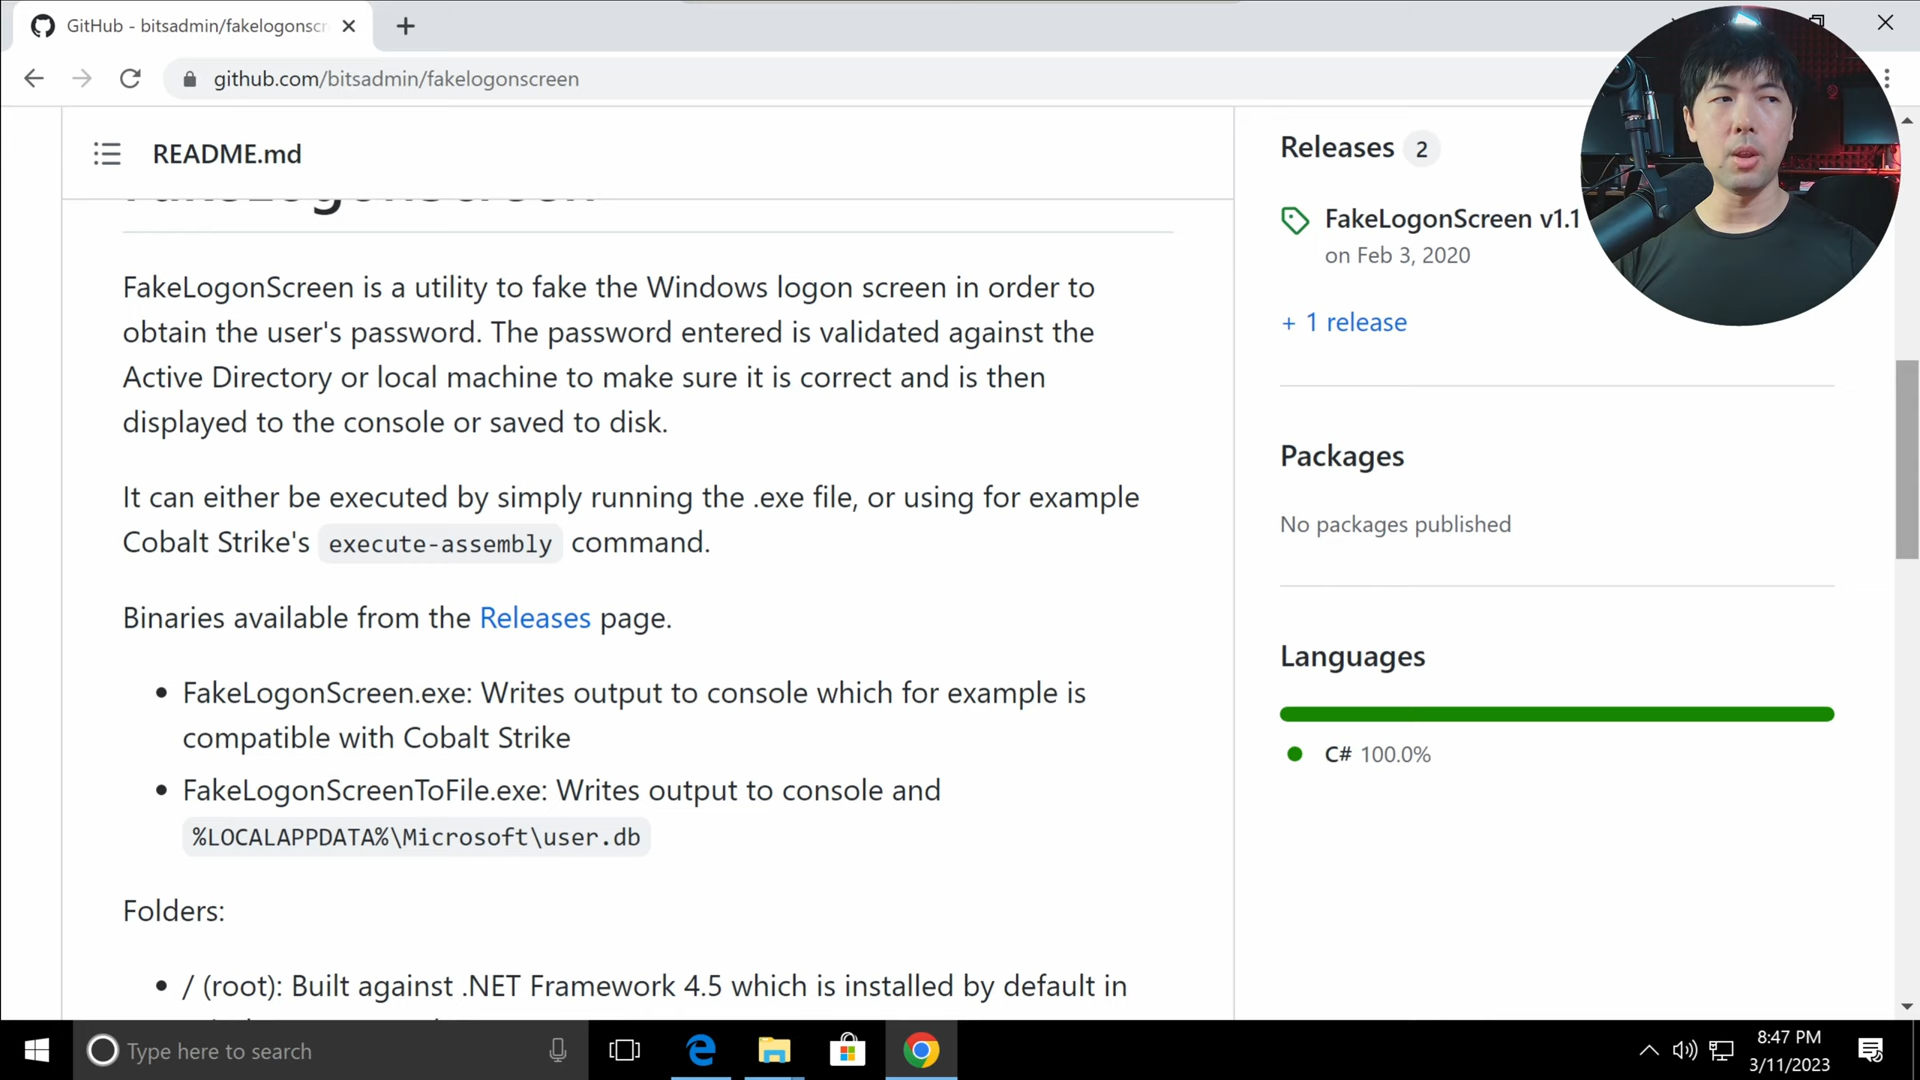 GitHub - bitsadmin/fakelogonscr
github.com/bitsadmin/fakelogonscreen
README.md
FakeLogonScreen
FakeLogonScreen is a utility to fake the Windows logon screen in order to
obtain the user's password. The password entered is validated against the
Active Directory or local machine to make sure it is correct and is then
displayed to the console or saved to disk.
It can either be executed by simply running the .exe file, or using for example
Cobalt Strike's execute-assembly command.
Binaries available from the Releases page.
• FakeLogonScreen.exe: Writes output to console which for example is
compatible with Cobalt Strike
• FakeLogonScreenToFile.exe: Writes output to console and
%LOCALAPPDATA%\Microsoft\user.db
Folders:
• / (root): Built against .NET Framework 4.5 which is installed by default in
Releases 2
FakeLogonScreen v1.1
on Feb 3, 2020
+ 1 release
Packages
No packages published
Languages
C# 100.0%
Type here to search
8:47 PM
3/11/2023